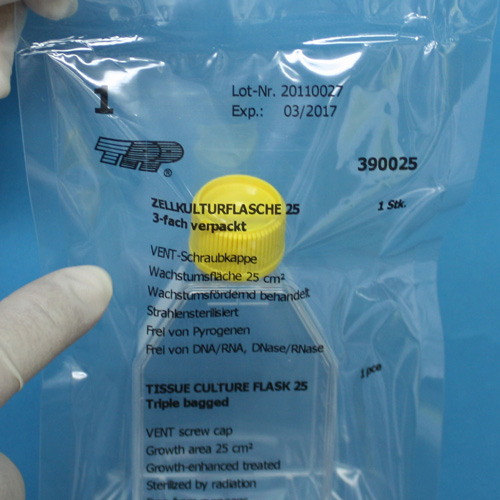 1
Lot-Nr. 20110027
Exp.: 03/2017
TPP®
390025
ZELLKULTURFLASCHE 25
3-fach verpackt
1 Stk.
VENT-Schraubkappe
Wachstumsfläche 25 cm²
Wachstumsfördernd behandelt
Strahlensterilisiert
Frei von Pyrogenen
Frei von DNA/RNA, DNase/RNase
1 pce
TISSUE CULTURE FLASK 25
Triple bagged
VENT screw cap
Growth area 25 cm²
Growth-enhanced treated
Sterilized by radiation